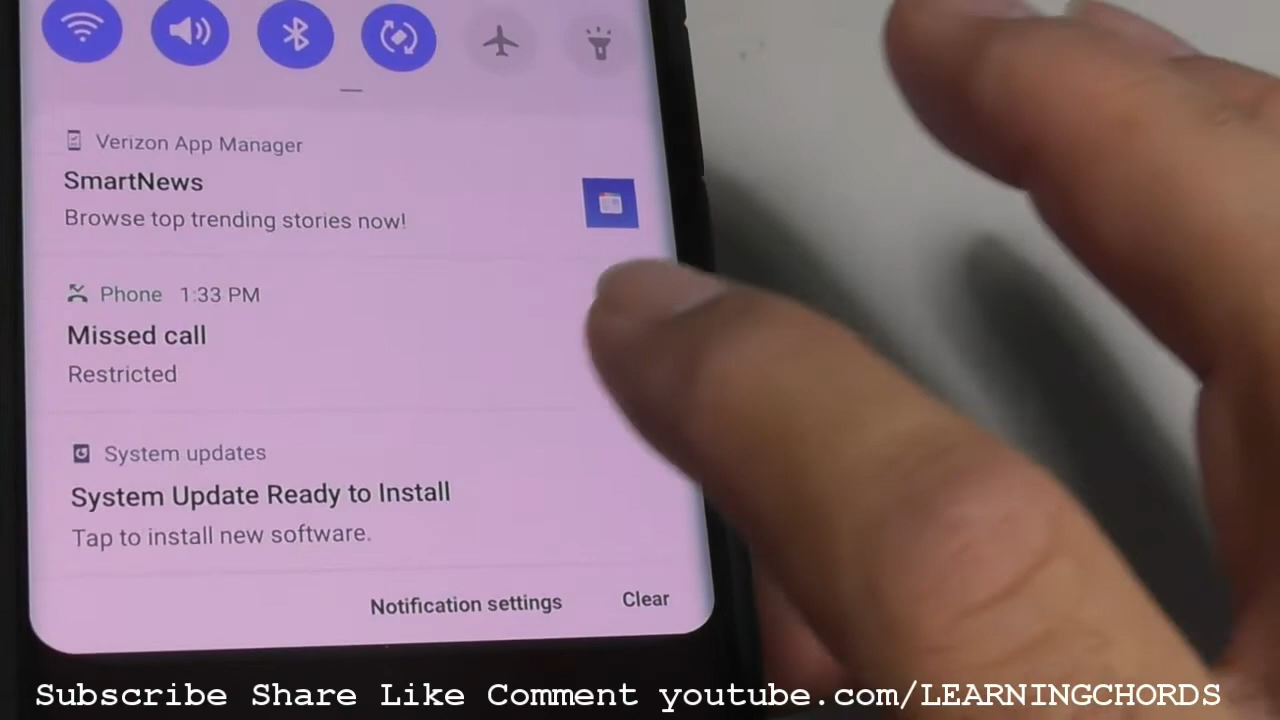 Verizon App Manager
SmartNews
Browse top trending stories now!
Phone 1:33 PM
Missed call
Restricted
System updates
System Update Ready to Install
Tap to install new software.
Notification settings Clear
Subscribe Share Like Comment youtube.com/LEARNINGCHORDS